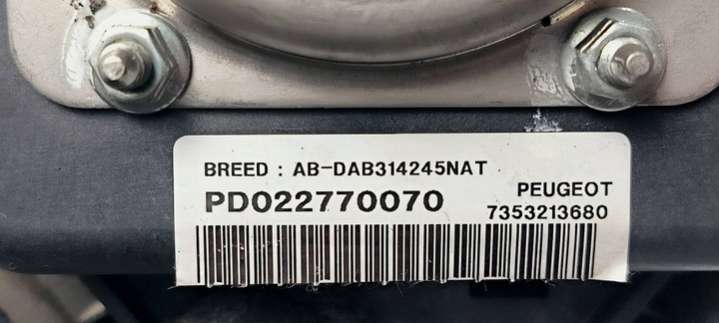 BREED : AB-DAB314245NAT
PD022770070
PEUGEOT
7353213680